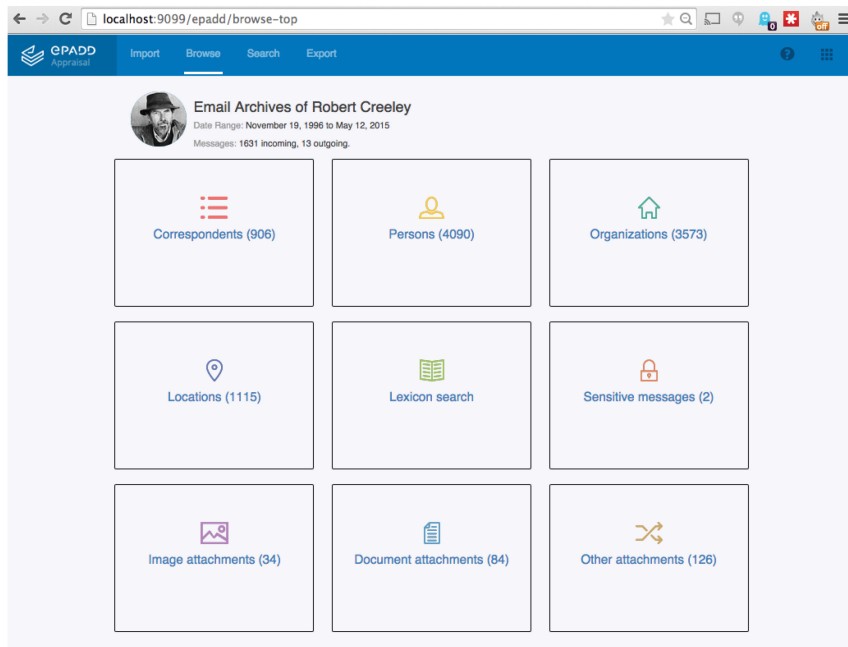 localhost:9099/epadd/browse-top
0
off
ePADD
Appraisal
Import Browse Search Export
?
Email Archives of Robert Creeley
Date Range: November 19, 1996 to May 12, 2015
Messages: 1631 incoming, 13 outgoing.
Correspondents (906)
Persons (4090)
Organizations (3573)
Locations (1115)
Lexicon search
Sensitive messages (2)
Image attachments (34)
Document attachments (84)
Other attachments (126)